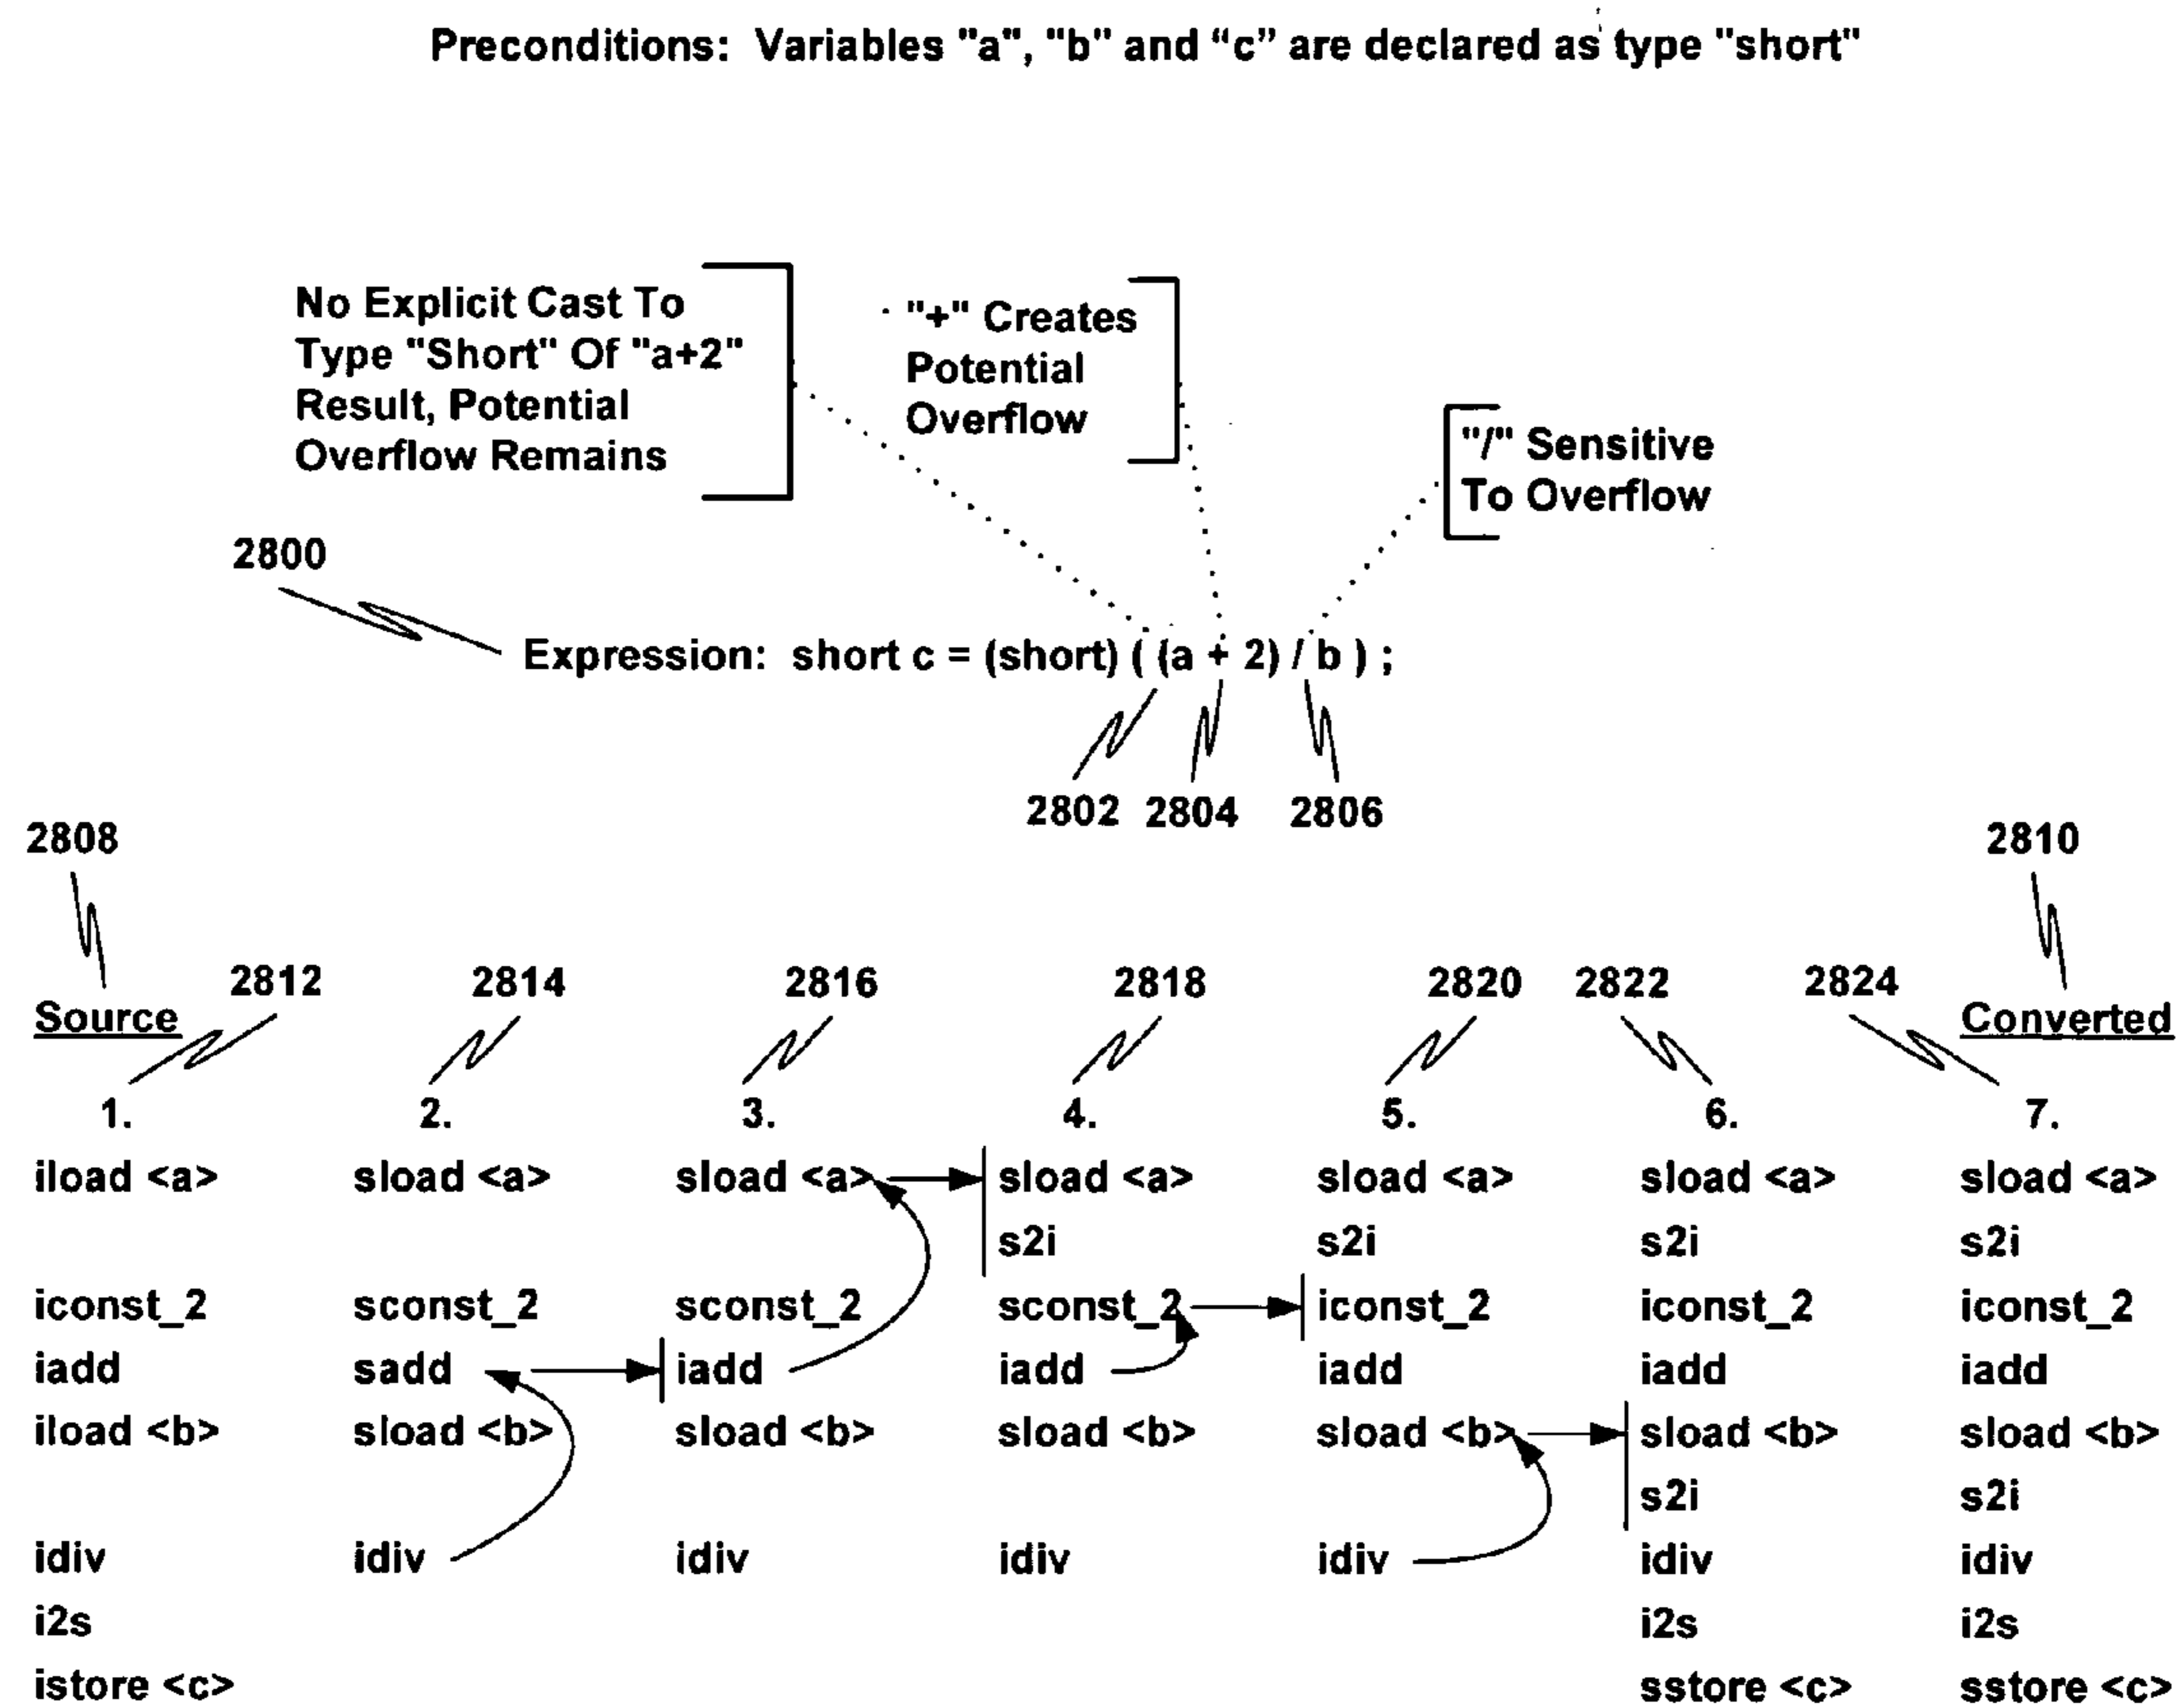 Preconditions: Variables "a", "b" and “c” are declared as type "short"
No Explicit Cast To
Type "Short" Of "a+2"
Result, Potential
Overflow Remains
"+" Creates
Potential
Overflow
"/" Sensitive
To Overflow
2800
Expression: short c = (short) ( (a + 2) / b ) ;
2802 2804 2806
2808 2810
2812 2814 2816 2818 2820 2822 2824
Source Converted
1. 2. 3. 4. 5. 6. 7.
iload <a> sload <a> sload <a> sload <a> sload <a> sload <a> sload <a>
s2i s2i s2i s2i
iconst_2 sconst_2 sconst_2 sconst_2 iconst_2 iconst_2 iconst_2
iadd sadd iadd iadd iadd iadd iadd
iload <b> sload <b> sload <b> sload <b> sload <b> sload <b> sload <b>
s2i s2i
idiv idiv idiv idiv idiv idiv idiv
i2s i2s i2s
istore <c> sstore <c> sstore <c>